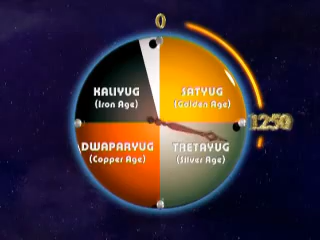 0
KALIYUG
(Iron Age)
SATYUG
(Golden Age)
1250
DWAPARYUG
(Copper Age)
TRETAYUG
(Silver Age)